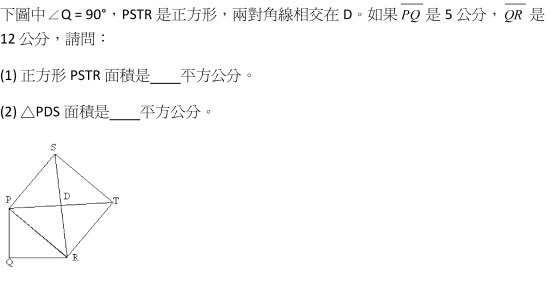 下圖中∠Q = 90°，PSTR 是正方形，兩對角線相交在 D。如果 PQ 是 5 公分， QR 是
12 公分，請問：
(1) 正方形 PSTR 面積是____平方公分。
(2) △PDS 面積是____平方公分。
S
D
P
T
R
Q